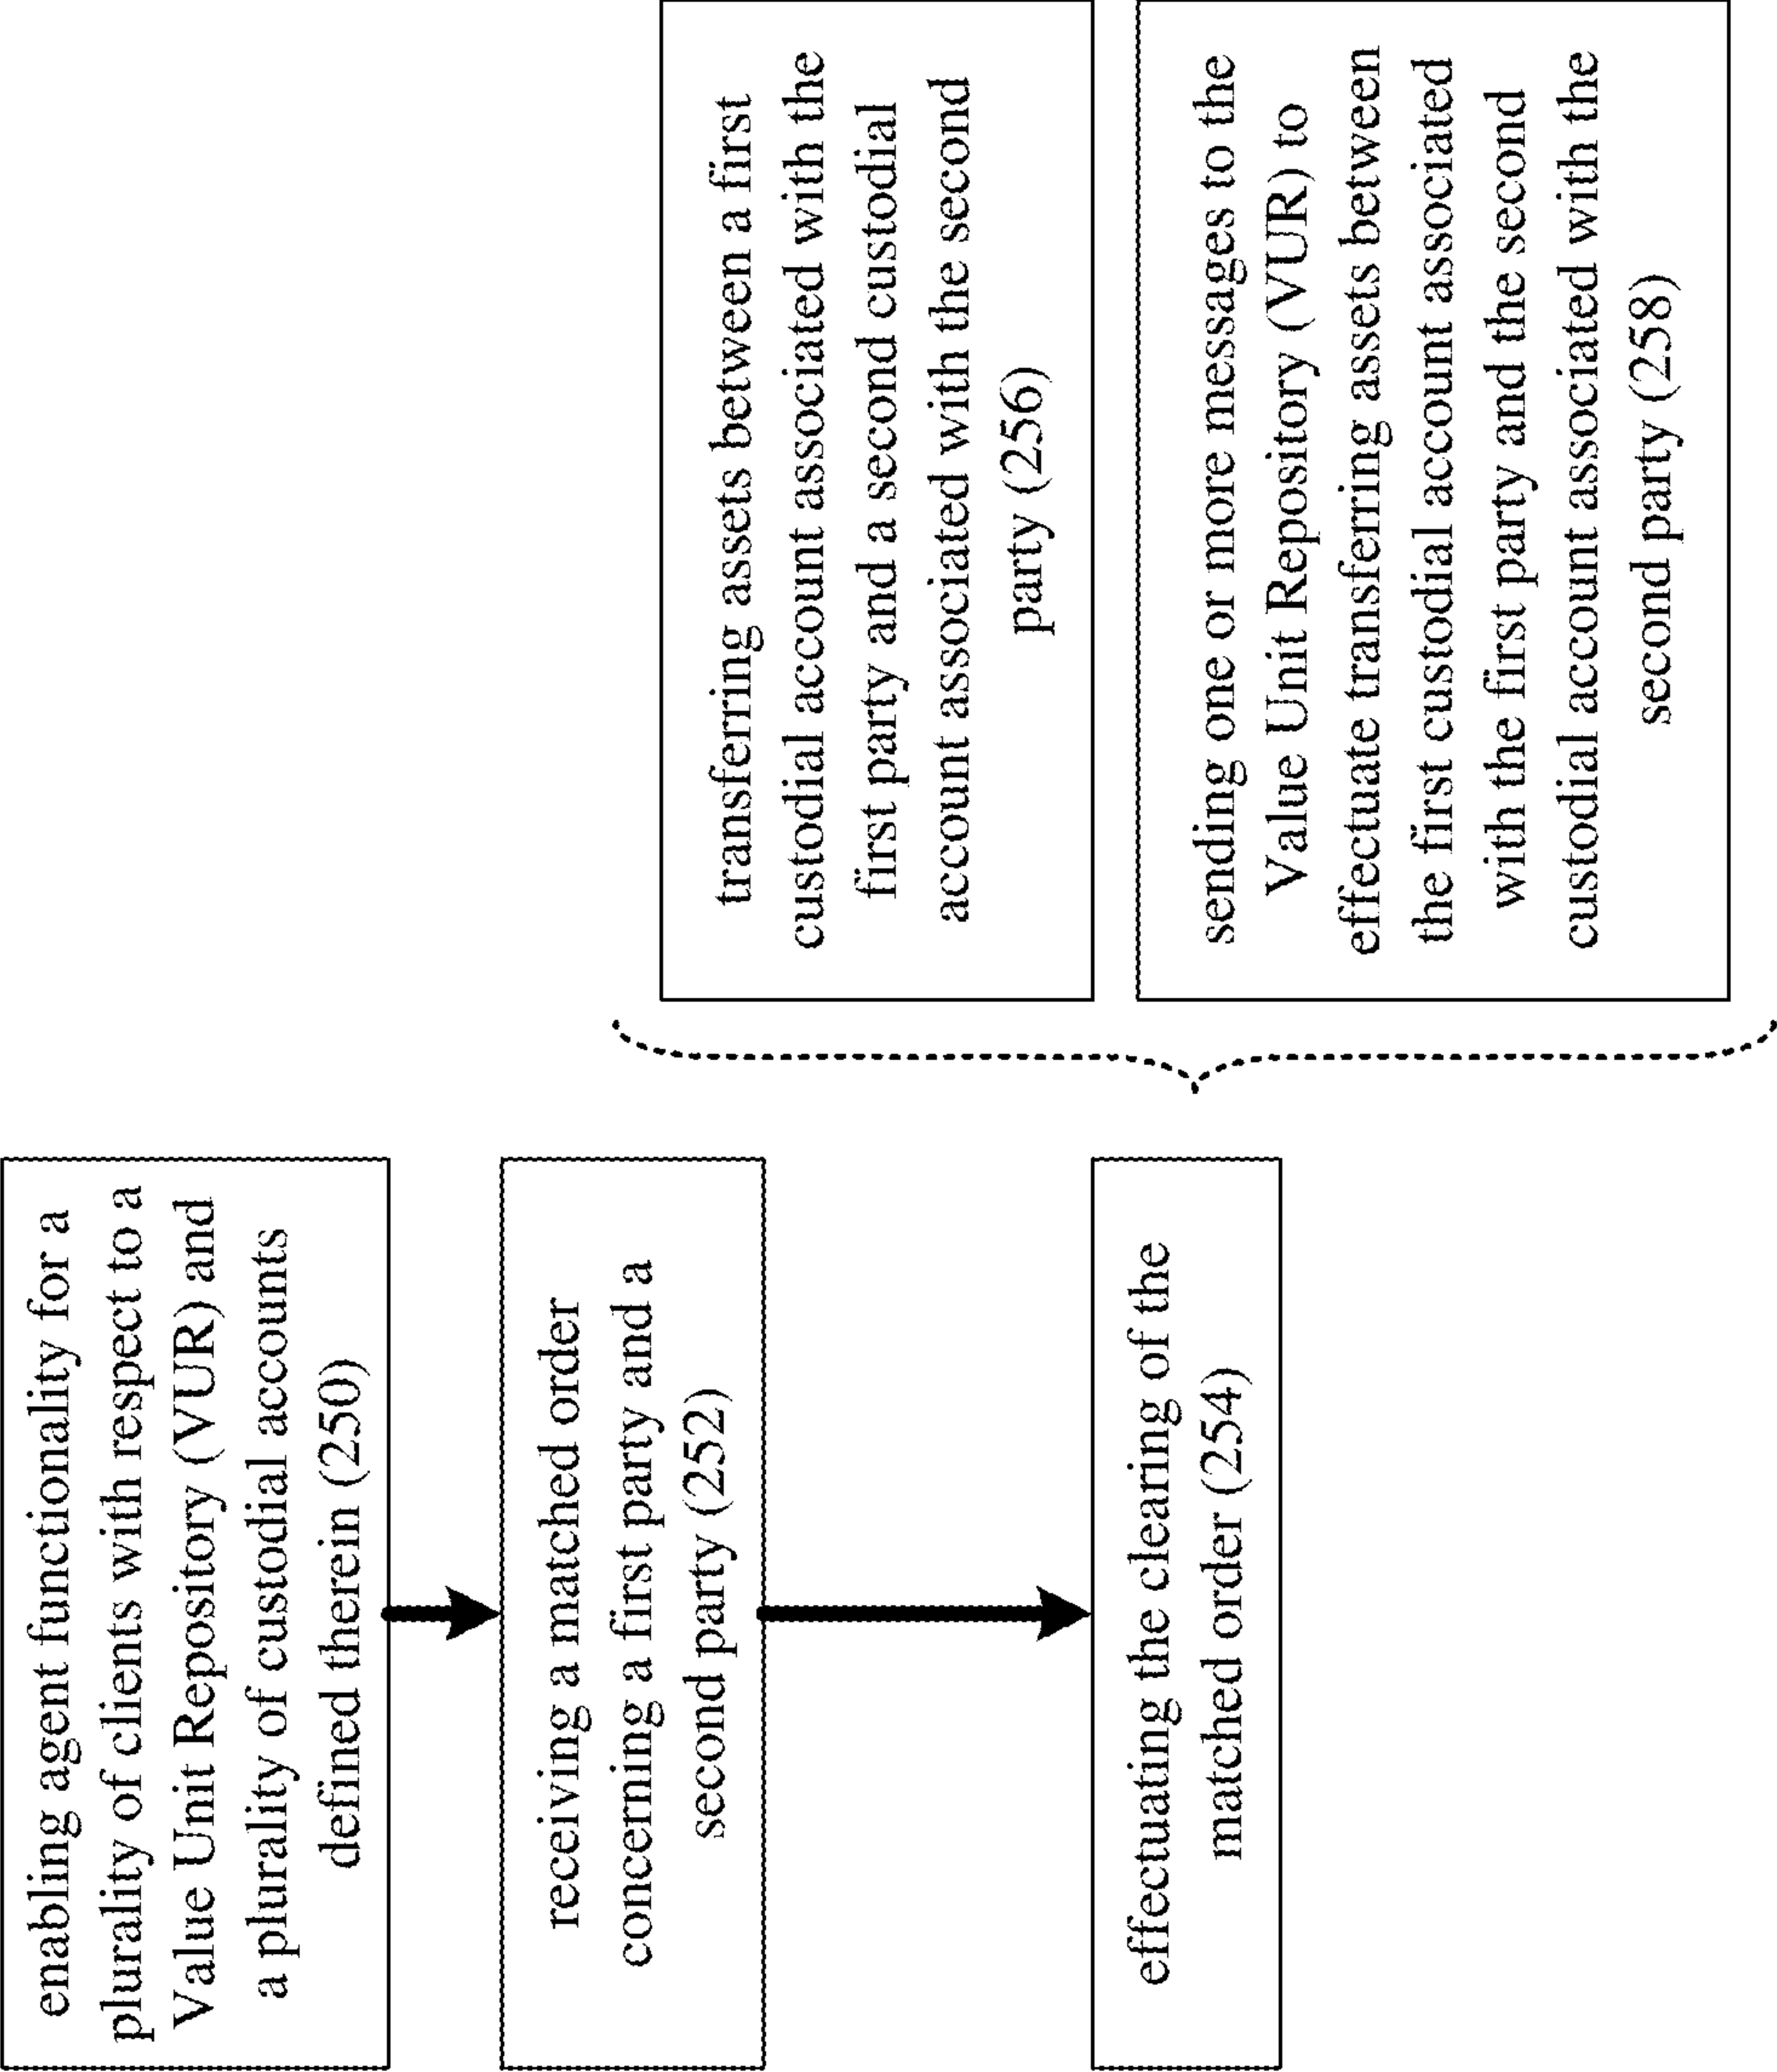 enabling agent functionality for a
plurality of clients with respect to a
Value Unit Repository (VUR) and
a plurality of custodial accounts
defined therein (250)
receiving a matched order
concerning a first party and a
second party (252)
effectuating the clearing of the
matched order (254)
transferring assets between a first
custodial account associated with the
first party and a second custodial
account associated with the second
party (256)
sending one or more messages to the
Value Unit Repository (VUR) to
effectuate transferring assets between
the first custodial account associated
with the first party and the second
custodial account associated with the
second party (258)